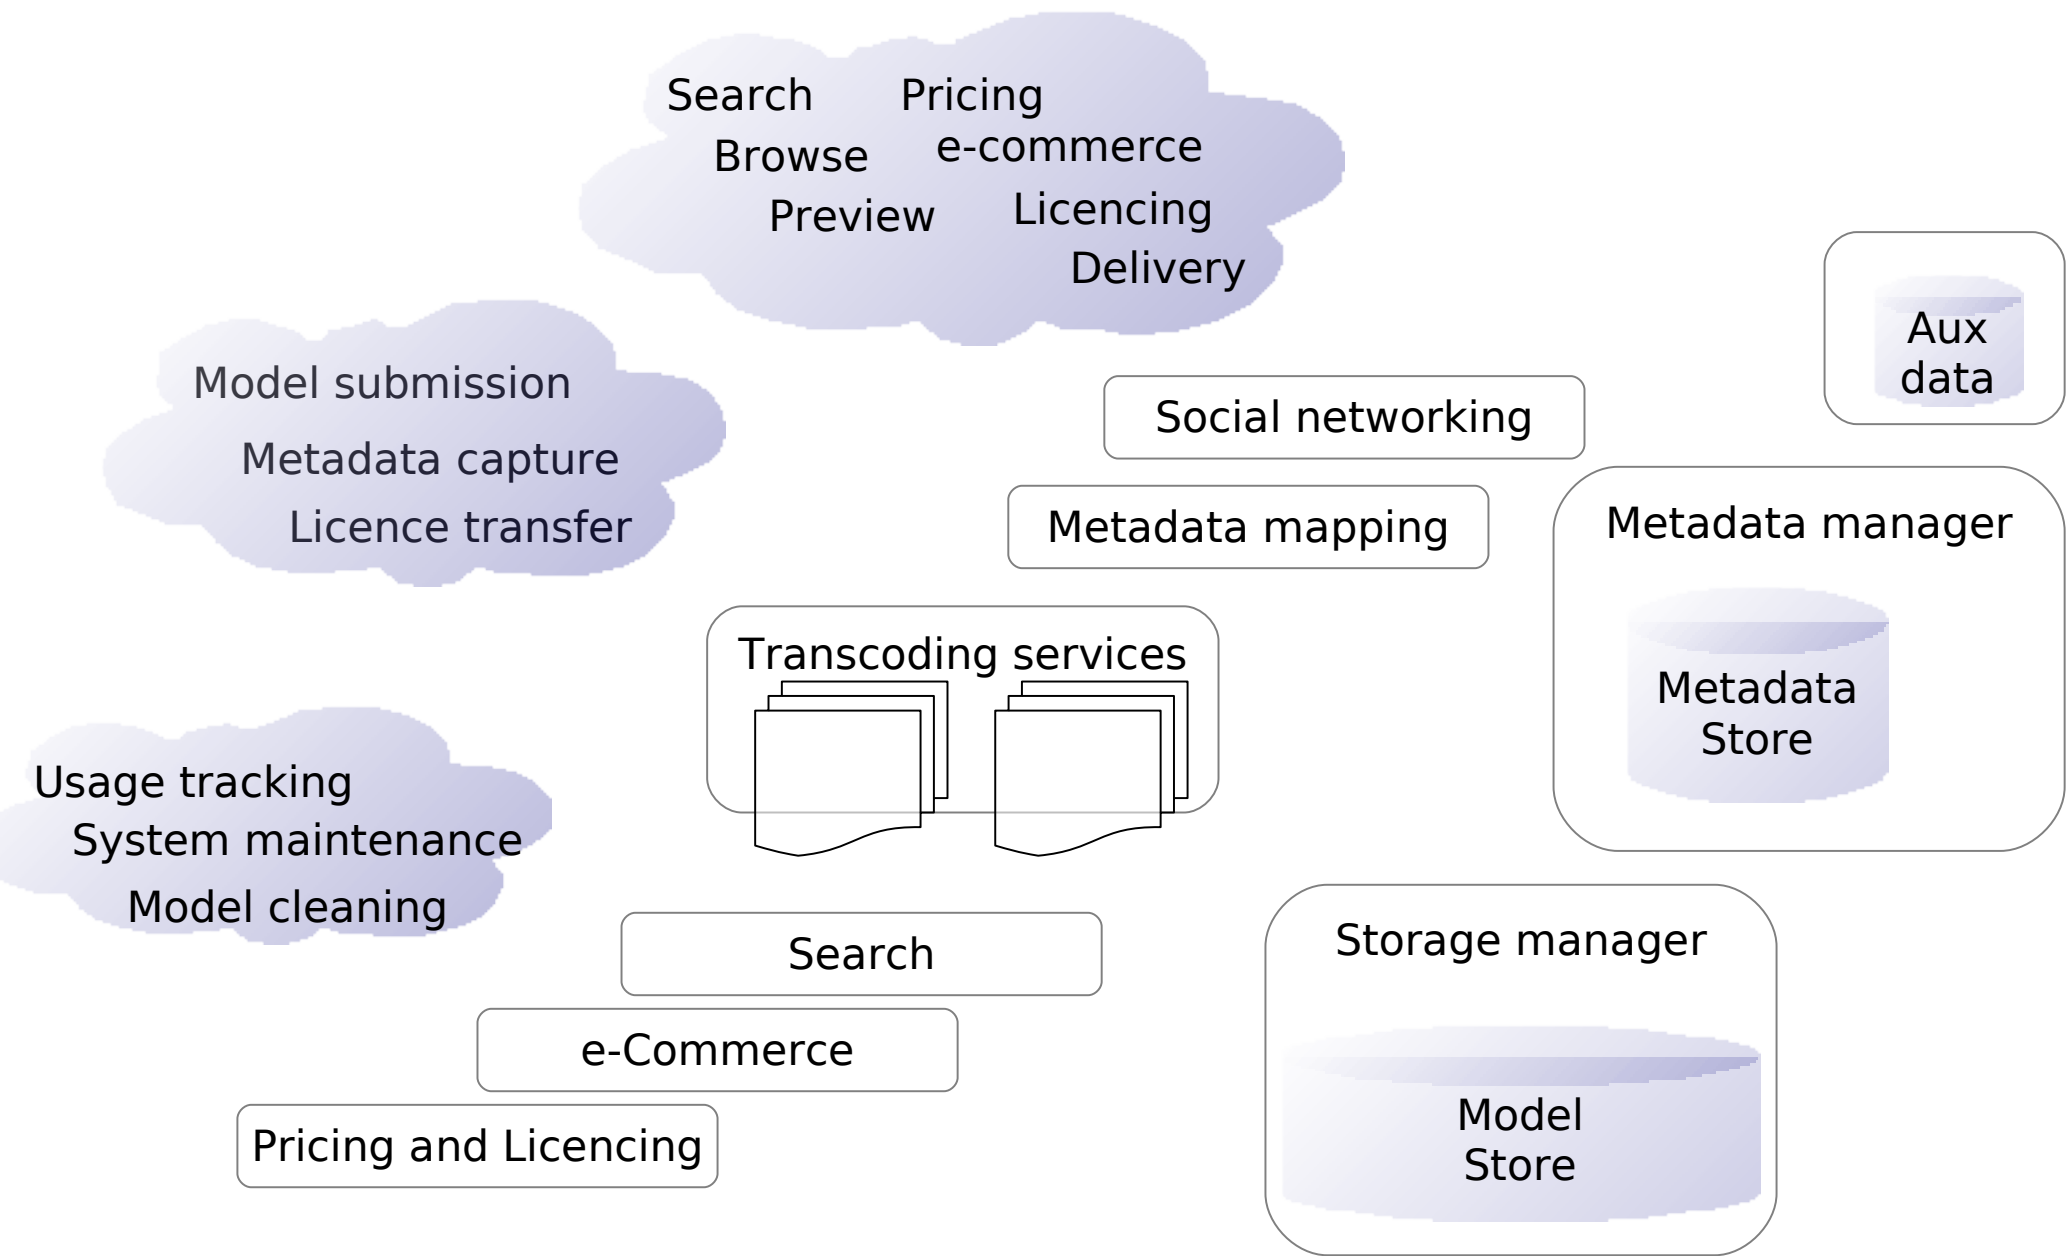 Search
Pricing
Browse
e-commerce
Preview
Licencing
Delivery
Model submission
Metadata capture
Licence transfer
Usage tracking
System maintenance
Model cleaning
Social networking
Metadata mapping
Transcoding services
Search
e-Commerce
Pricing and Licencing
Aux
data
Metadata manager
Metadata
Store
Storage manager
Model
Store